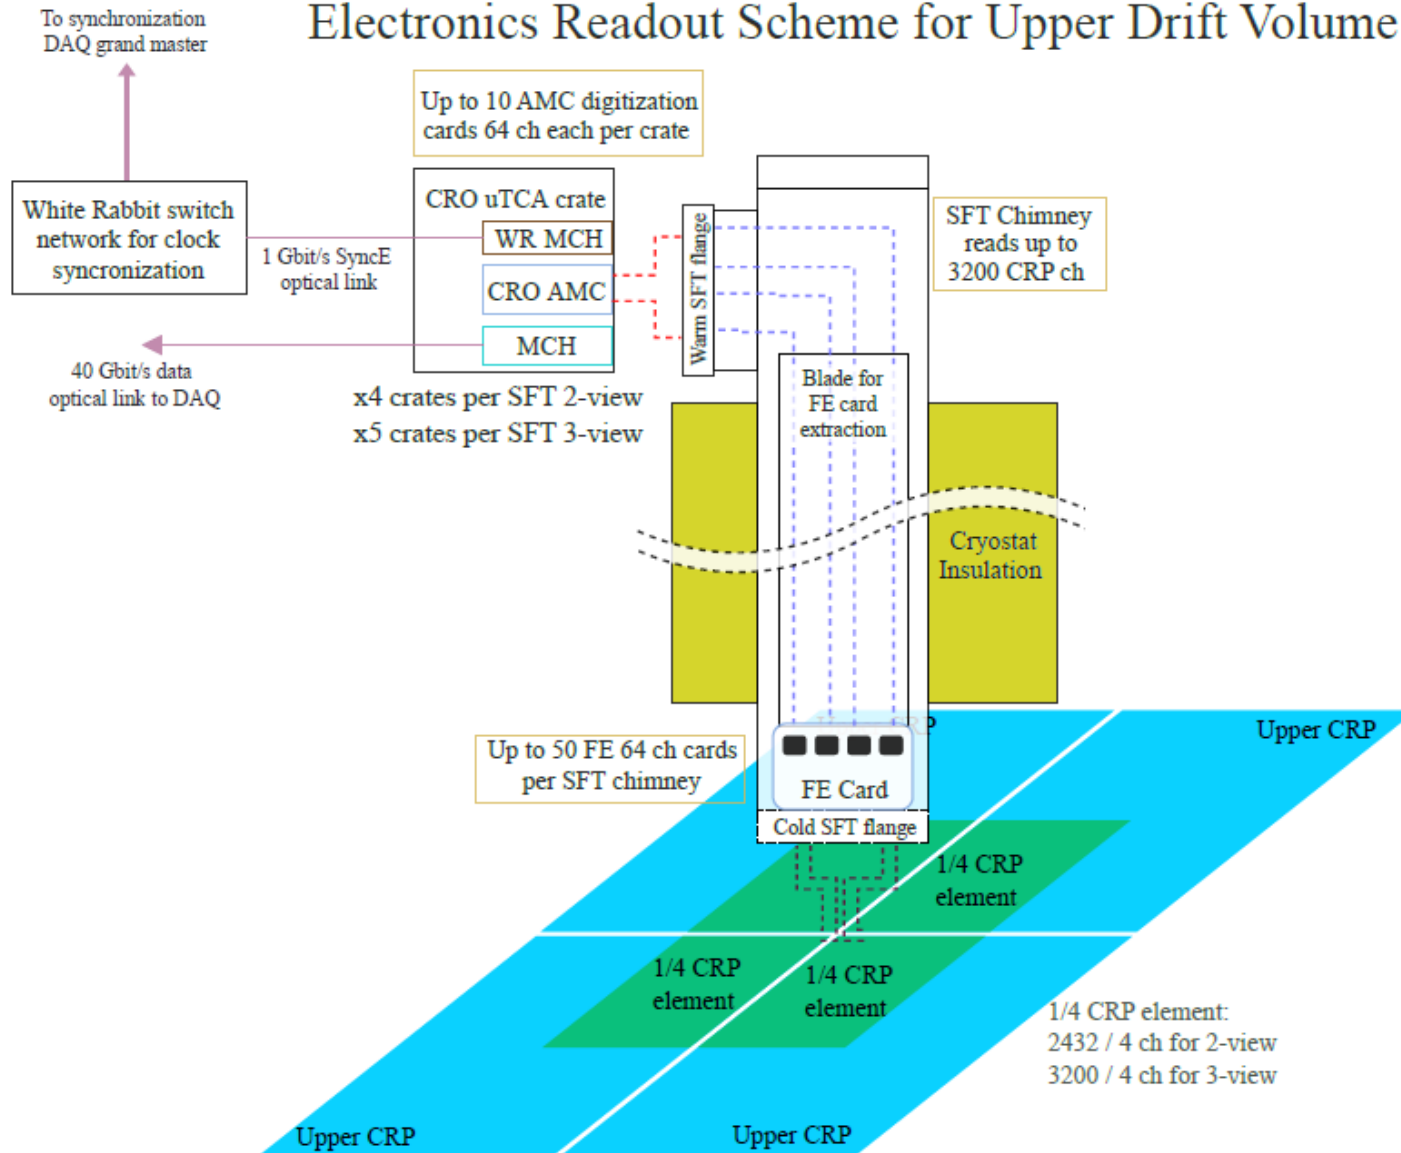 Electronics Readout Scheme for Upper Drift Volume
To synchronization
DAQ grand master
Up to 10 AMC digitization
cards 64 ch each per crate
White Rabbit switch
network for clock
syncronization
1 Gbit/s SyncE
optical link
CRO uTCA crate
WR MCH
CRO AMC
MCH
40 Gbit/s data
optical link to DAQ
x4 crates per SFT 2-view
x5 crates per SFT 3-view
Warm SFT flange
SFT Chimney
reads up to
3200 CRP ch
Blade for
FE card
extraction
Cryostat
Insulation
Upper CRP
Upper CRP
Up to 50 FE 64 ch cards
per SFT chimney
FE Card
Cold SFT flange
1/4 CRP
element
1/4 CRP
element
1/4 CRP
element
1/4 CRP element:
2432 / 4 ch for 2-view
3200 / 4 ch for 3-view
Upper CRP
Upper CRP